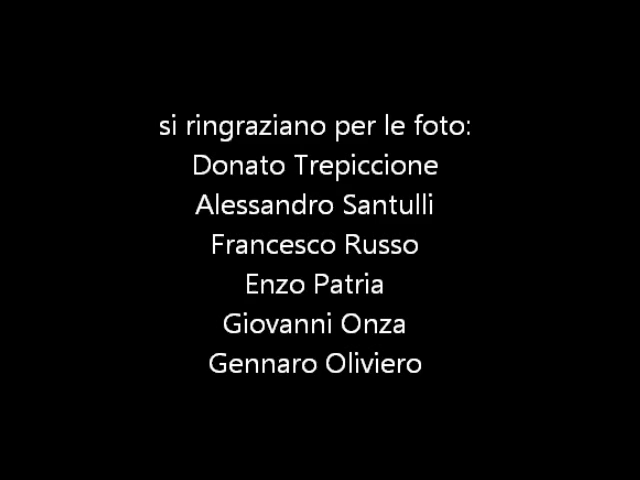 si ringraziano per le foto:
Donato Trepiccione
Alessandro Santulli
Francesco Russo
Enzo Patria
Giovanni Onza
Gennaro Oliviero